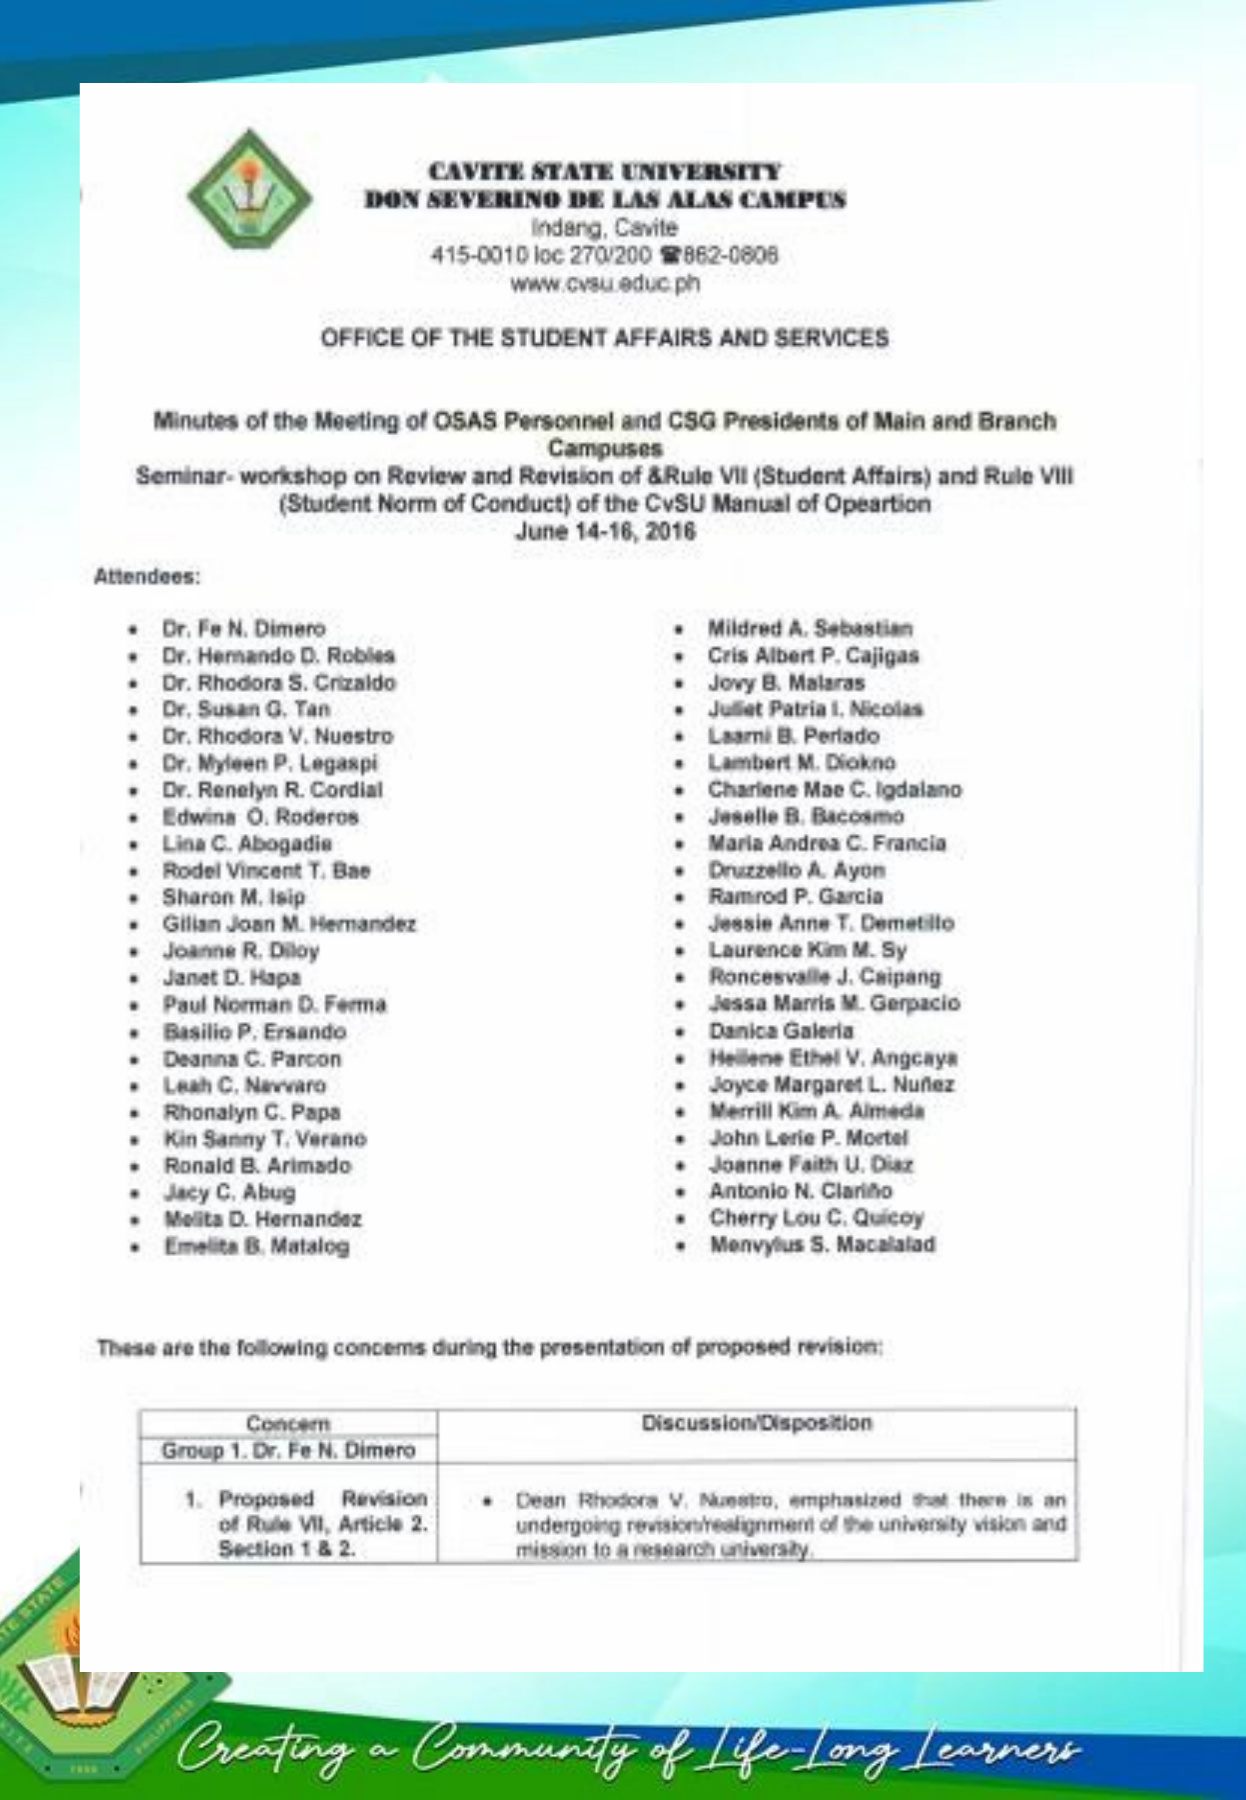 CAVITE STATE UNIVERSITY
DON SEVERINO DE LAS ALAS CAMPUS
Indang, Cavite
415-0010 loc 270/200 ☎862-0806
www.cvsu.educ.ph
OFFICE OF THE STUDENT AFFAIRS AND SERVICES
Minutes of the Meeting of OSAS Personnel and CSG Presidents of Main and Branch
Campuses
Seminar- workshop on Review and Revision of &Rule VII (Student Affairs) and Rule VIII
(Student Norm of Conduct) of the CvSU Manual of Opeartion
June 14-16, 2016
Attendees:
• Dr. Fe N. Dimero
• Dr. Hernando D. Robles
• Dr. Rhodora S. Crizaldo
• Dr. Susan G. Tan
• Dr. Rhodora V. Nuestro
• Dr. Myleen P. Legaspi
• Dr. Renelyn R. Cordial
• Edwina O. Roderos
• Lina C. Abogadie
• Rodel Vincent T. Bae
• Sharon M. Isip
• Gilian Joan M. Hernandez
• Joanne R. Diloy
• Janet D. Hapa
• Paul Norman D. Ferma
• Basilio P. Ersando
• Deanna C. Parcon
• Leah C. Navvaro
• Rhonalyn C. Papa
• Kin Sanny T. Verano
• Ronald B. Arimado
• Jacy C. Abug
• Melita D. Hernandez
• Emelita B. Matalog
• Mildred A. Sebastian
• Cris Albert P. Cajigas
• Jovy B. Malaras
• Juliet Patria I. Nicolas
• Laarni B. Perlado
• Lambert M. Diokno
• Charlene Mae C. Igdalano
• Jeselle B. Bacosmo
• Maria Andrea C. Francia
• Druzzello A. Ayon
• Ramrod P. Garcia
• Jessie Anne T. Demetillo
• Laurence Kim M. Sy
• Roncesvalle J. Caipang
• Jessa Marris M. Gerpacio
• Danica Galeria
• Heilene Ethel V. Angcaya
• Joyce Margaret L. Nuñez
• Merrill Kim A. Almeda
• John Lerie P. Mortel
• Joanne Faith U. Diaz
• Antonio N. Clariño
• Cherry Lou C. Quicoy
• Menvylus S. Macalalad
These are the following concerns during the presentation of proposed revision:
Concern
Group 1. Dr. Fe N. Dimero
Discussion/Disposition
1. Proposed Revision
of Rule VII, Article 2.
Section 1 & 2.
• Dean Rhodora V. Nuestro, emphasized that there is an
undergoing revision/realignment of the university vision and
mission to a research university.
Creating a Community of Life-Long Learners